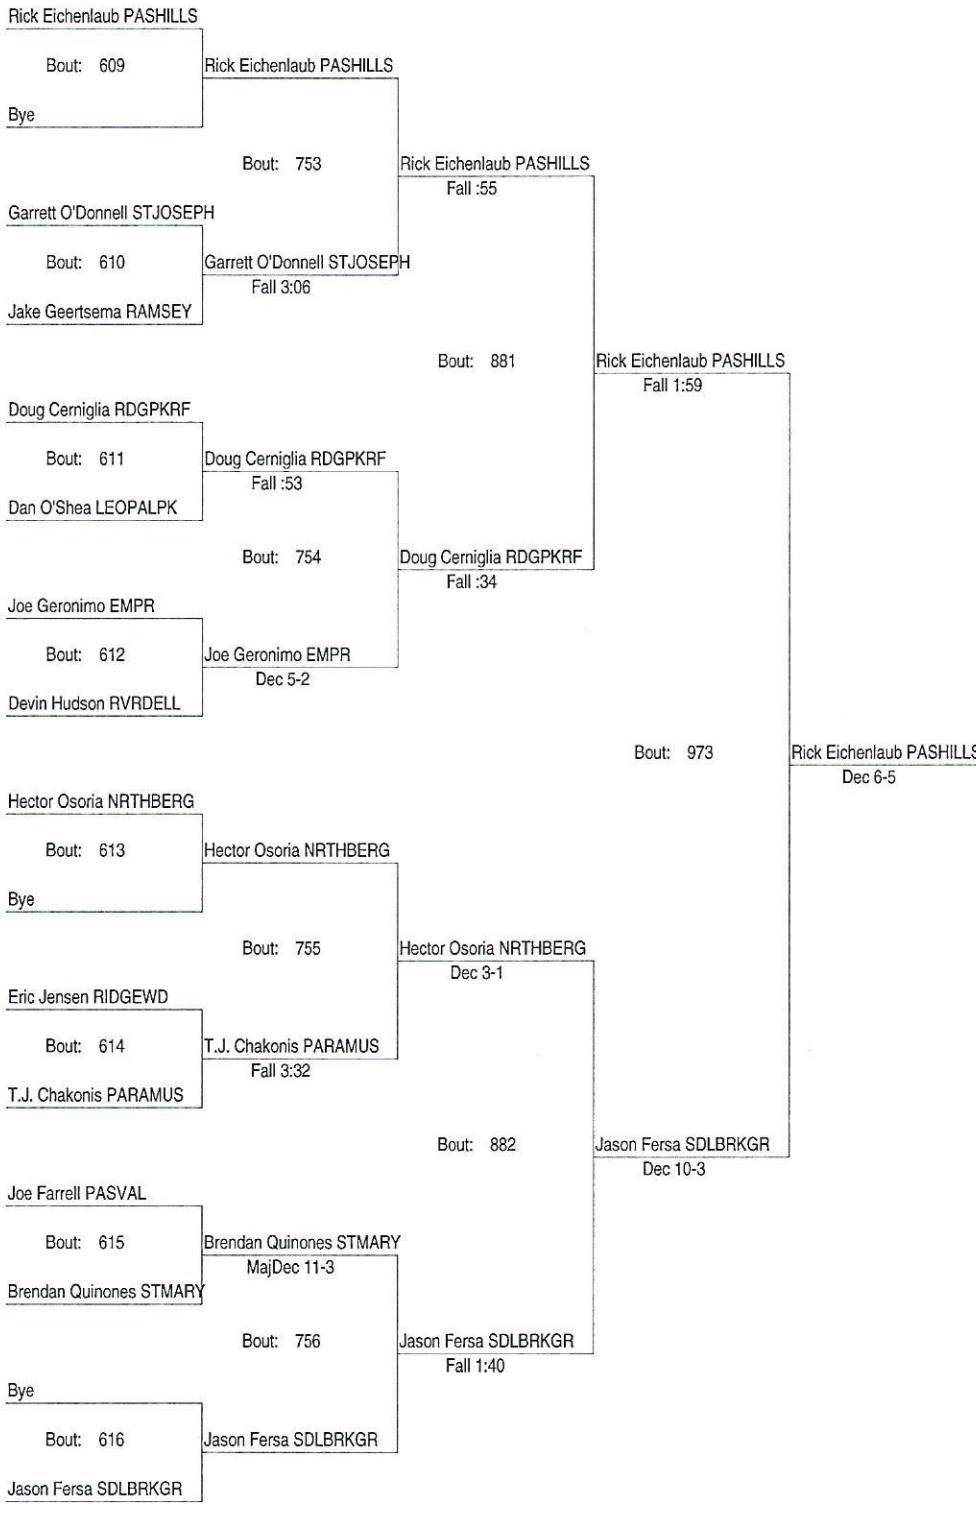 Rick Eichenlaub PASHILLS
Bout: 609
Rick Eichenlaub PASHILLS
Bye
Bout: 753
Rick Eichenlaub PASHILLS
Fall :55
Garrett O'Donnell STJOSEPH
Bout: 610
Garrett O'Donnell STJOSEPH
Fall 3:06
Jake Geertsema RAMSEY
Bout: 881
Rick Eichenlaub PASHILLS
Fall 1:59
Doug Cerniglia RDGPKRF
Bout: 611
Doug Cerniglia RDGPKRF
Fall :53
Dan O'Shea LEOPALPK
Bout: 754
Doug Cerniglia RDGPKRF
Fall :34
Joe Geronimo EMPR
Bout: 612
Joe Geronimo EMPR
Dec 5-2
Devin Hudson RVRDELL
Bout: 973
Rick Eichenlaub PASHILLS
Dec 6-5
Hector Osoria NRTHBERG
Bout: 613
Hector Osoria NRTHBERG
Bye
Bout: 755
Hector Osoria NRTHBERG
Dec 3-1
Eric Jensen RIDGEWD
Bout: 614
T.J. Chakonis PARAMUS
Fall 3:32
T.J. Chakonis PARAMUS
Bout: 882
Jason Fersa SDLBRKGR
Dec 10-3
Joe Farrell PASVAL
Bout: 615
Brendan Quinones STMARY
MajDec 11-3
Brendan Quinones STMARY
Bout: 756
Jason Fersa SDLBRKGR
Fall 1:40
Bye
Bout: 616
Jason Fersa SDLBRKGR
Jason Fersa SDLBRKGR